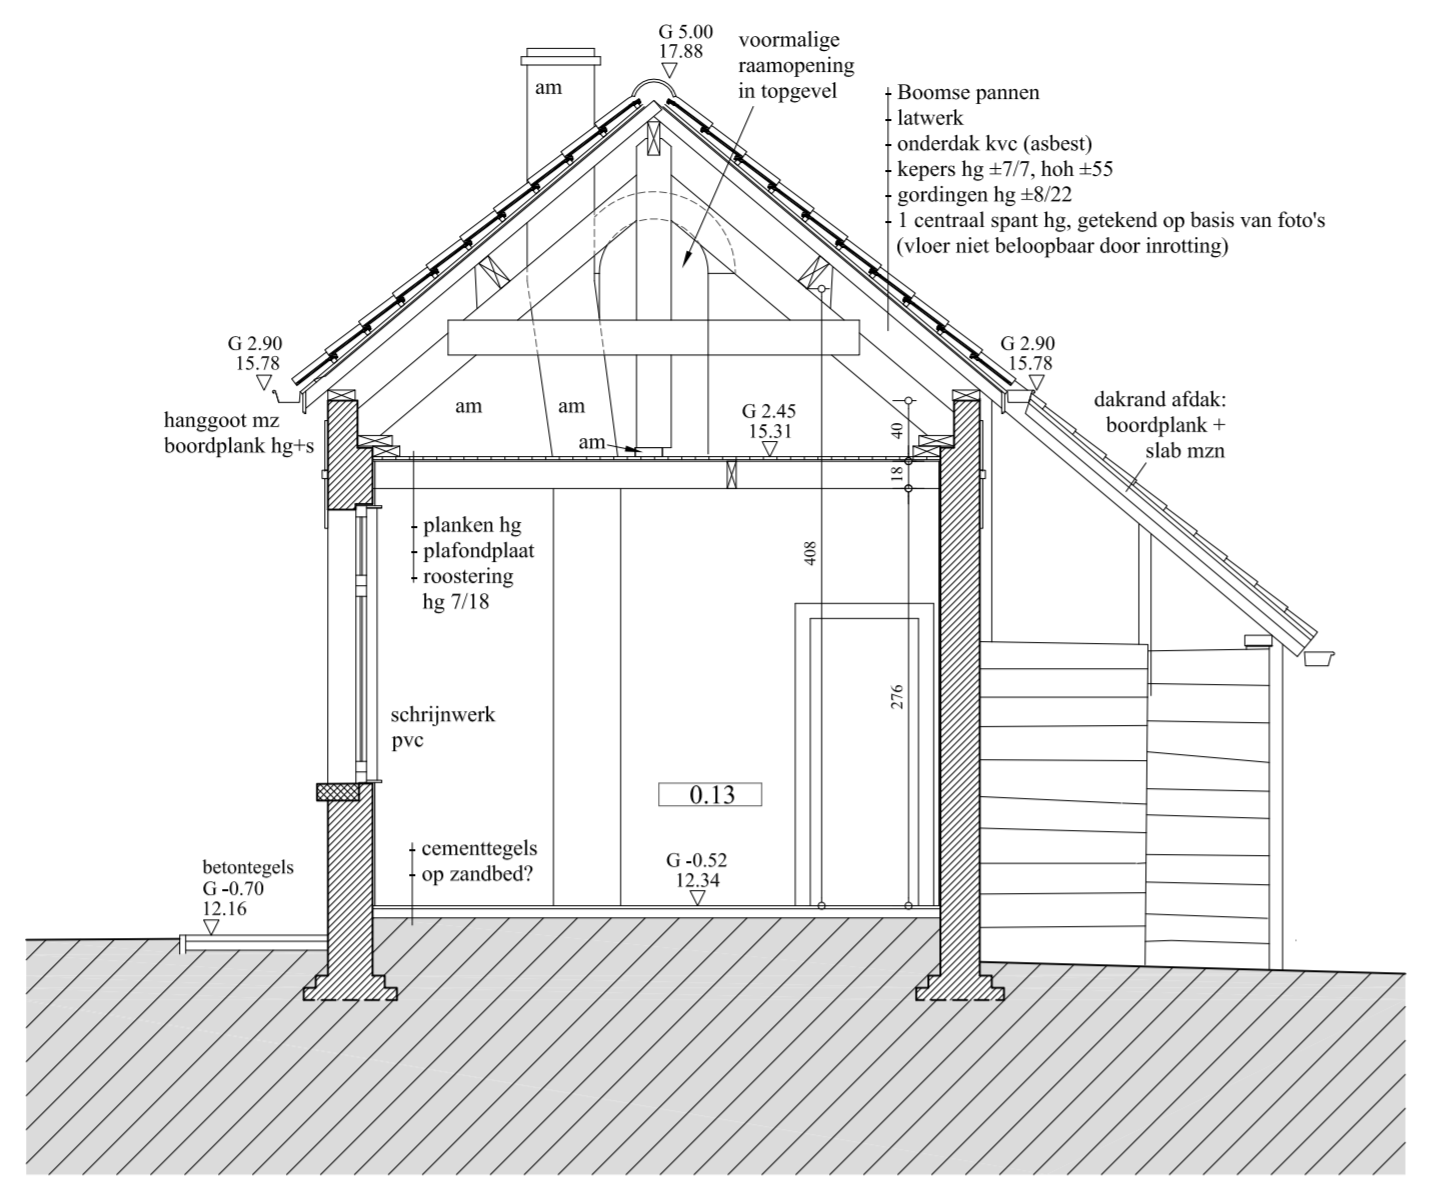 G 5.00
17.88
voormalige
raamopening
in topgevel
am
Boomse pannen
latwerk
onderdak kvc (asbest)
kepers hg ±7/7, hoh ±55
gordingen hg ±8/22
1 centraal spant hg, getekend op basis van foto's
(vloer niet beloopbaar door inrotting)
G 2.90
15.78
G 2.90
15.78
hanggoot mz
boordplank hg+s
am
am
am
G 2.45
15.31
40
18
dakrand afdak:
boordplank +
slab mzn
planken hg
plafondplaat
roostering
hg 7/18
408
276
schrijnwerk
pvc
0.13
cementtegels
op zandbed?
G -0.52
12.34
betontegels
G -0.70
12.16